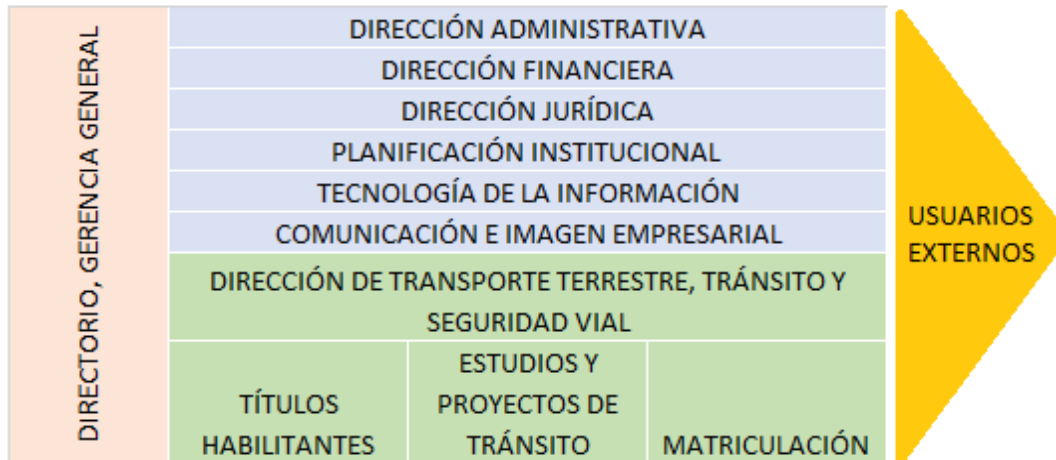 DIRECTORIO, GERENCIA GENERAL
DIRECCIÓN ADMINISTRATIVA
DIRECCIÓN FINANCIERA
DIRECCIÓN JURÍDICA
PLANIFICACIÓN INSTITUCIONAL
TECNOLOGÍA DE LA INFORMACIÓN
COMUNICACIÓN E IMAGEN EMPRESARIAL
DIRECCIÓN DE TRANSPORTE TERRESTRE, TRÁNSITO Y
SEGURIDAD VIAL
TÍTULOS
HABILITANTES
ESTUDIOS Y
PROYECTOS DE
TRÁNSITO
MATRICULACIÓN
USUARIOS
EXTERNOS